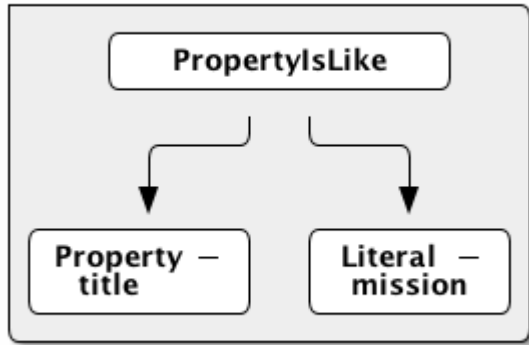 PropertyIsLike
Property —
title
Literal —
mission